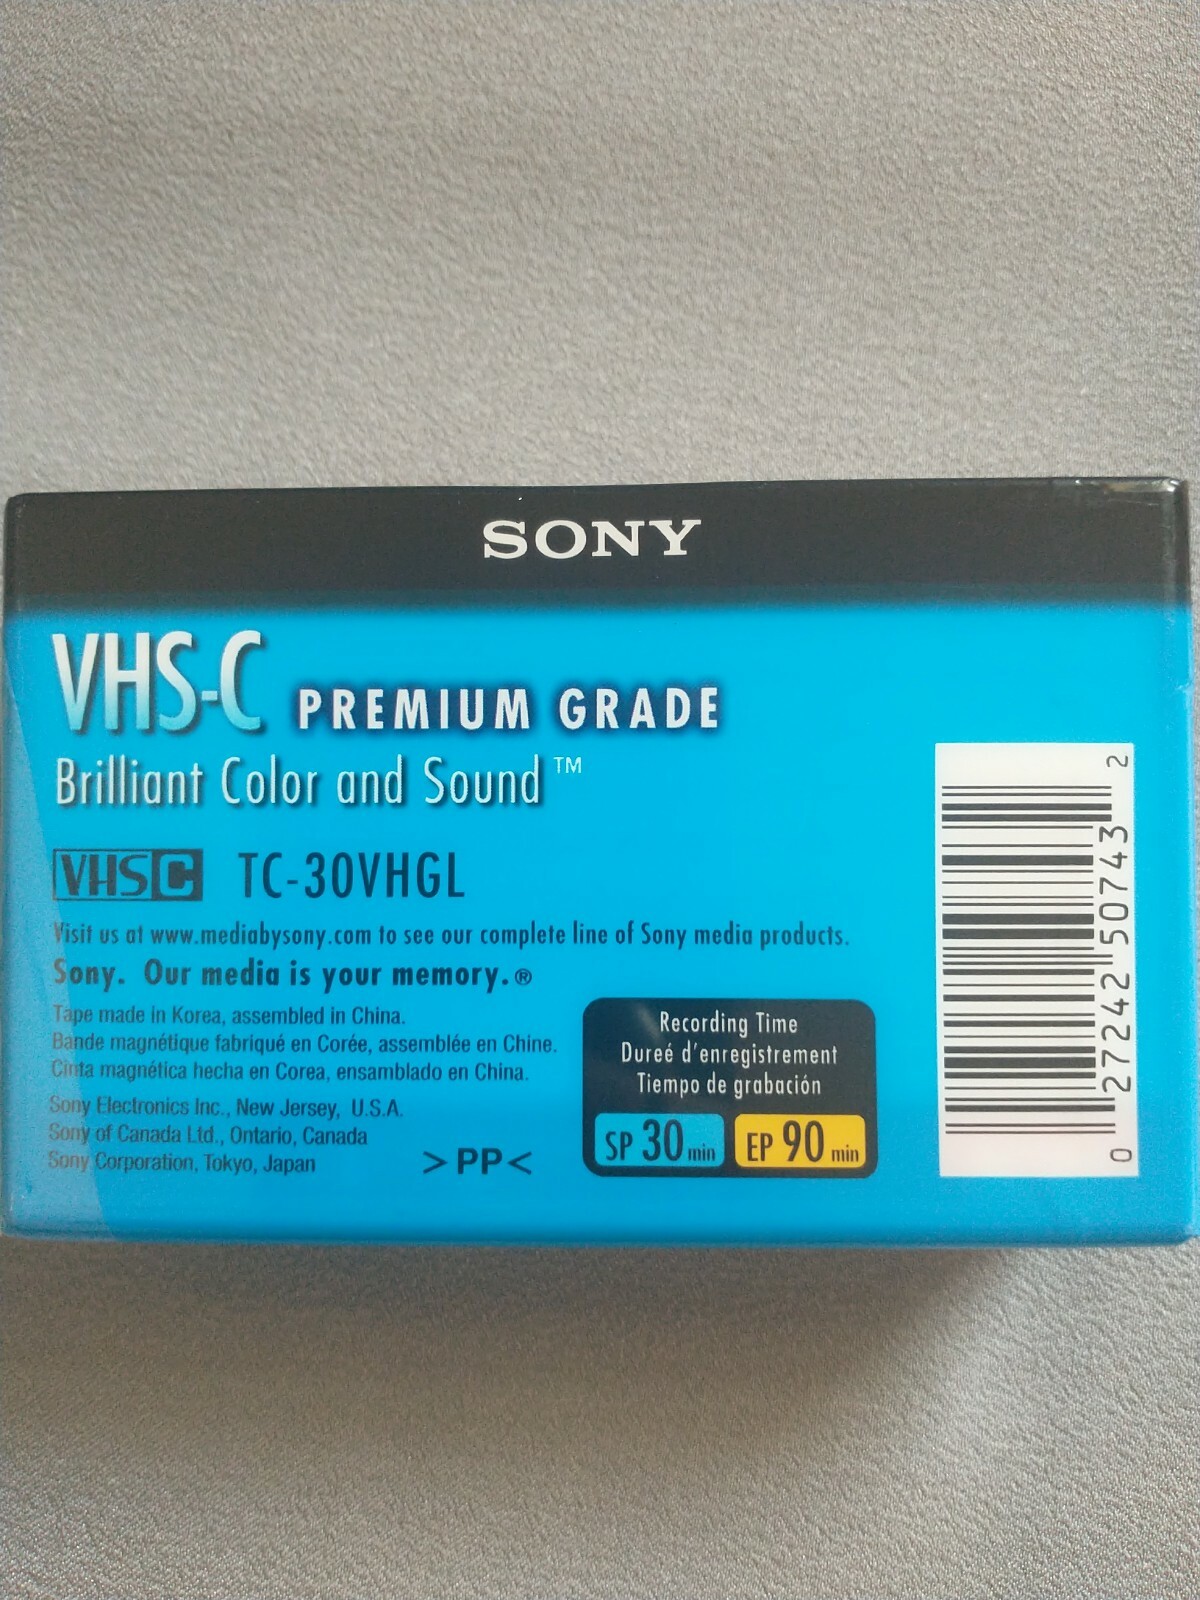 SONY
VHS-C PREMIUM GRADE
Brilliant Color and Sound™
VHS C TC-30VHGL
Visit us at www.mediabysony.com to see our complete line of Sony media products.
Sony. Our media is your memory.®
Tape made in Korea, assembled in China.
Bande magnétique fabriqué en Corée, assemblée en Chine.
Cinta magnética hecha en Corea, ensamblado en China.
Sony Electronics Inc., New Jersey, U.S.A.
Sony of Canada Ltd., Ontario, Canada
Sony Corporation, Tokyo, Japan
>PP<
Recording Time
Dureé d'enregistrement
Tiempo de grabación
SP 30 min EP 90 min
0 27242 50743 2